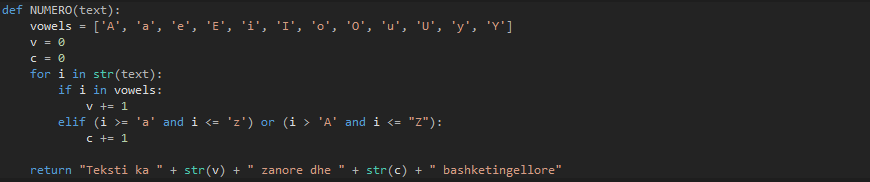 def NUMERO(text):
    vowels = ['A', 'a', 'e', 'E', 'i', 'I', 'o', 'O', 'u', 'U', 'y', 'Y']
    v = 0
    c = 0
    for i in str(text):
        if i in vowels:
            v += 1
        elif (i >= 'a' and i <= 'z') or (i > 'A' and i <= "Z"):
            c += 1
    return "Teksti ka " + str(v) + " zanore dhe " + str(c) + " bashketingellore"